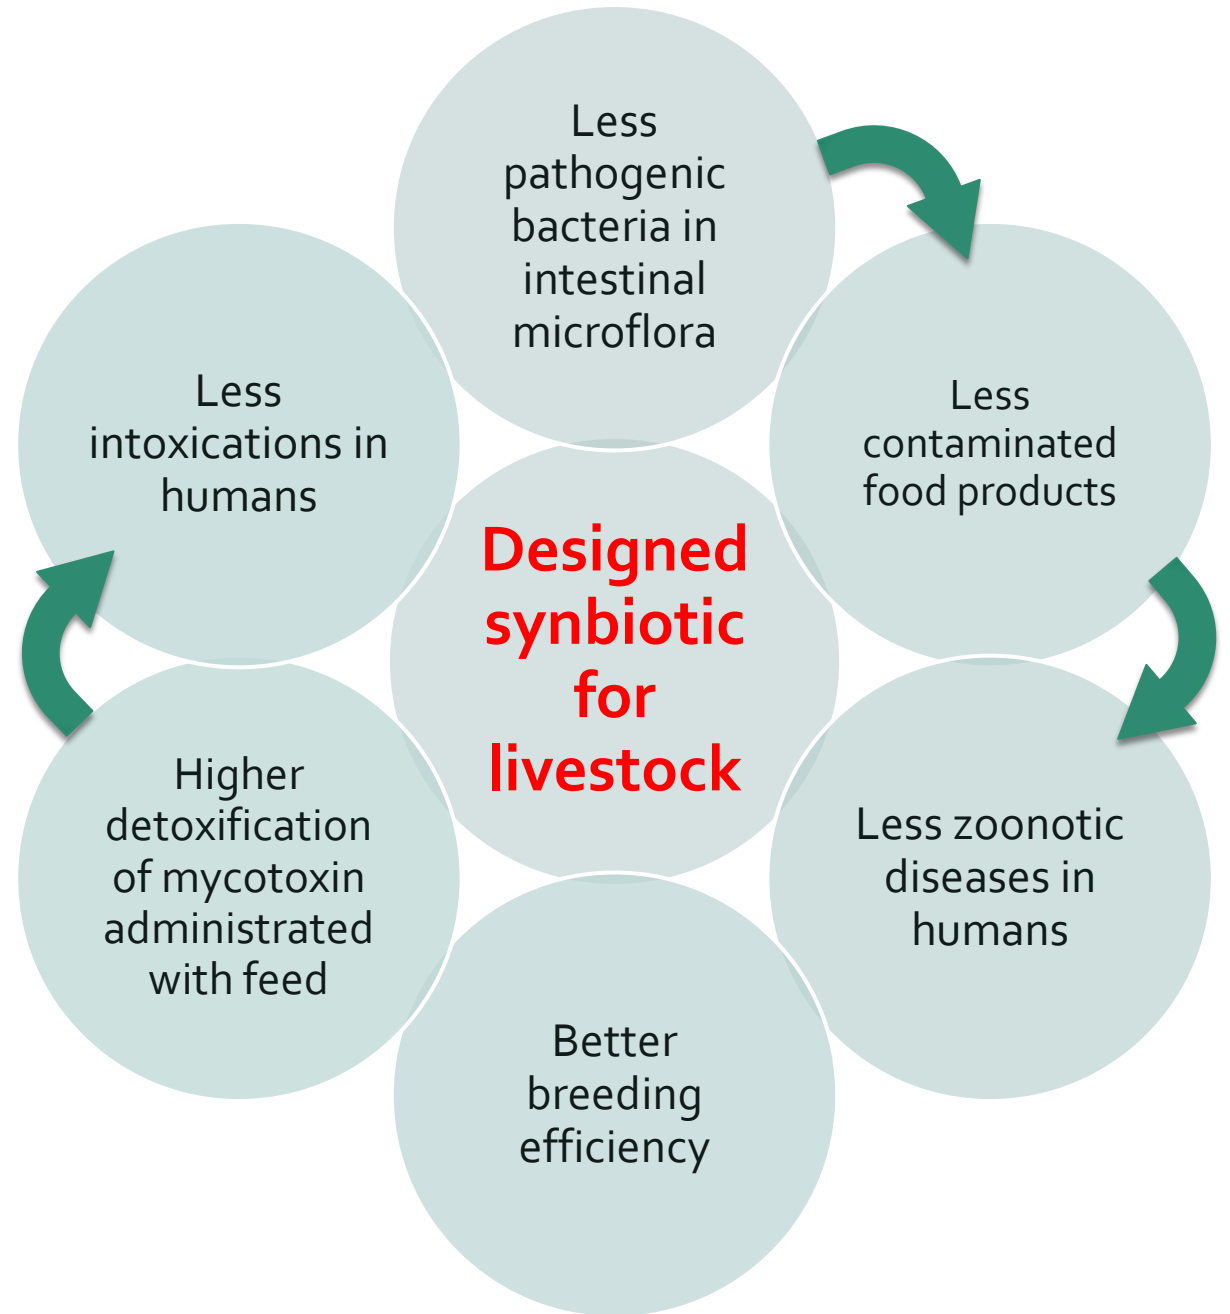 Less
pathogenic
bacteria in
intestinal
microflora
Less
contaminated
food products
Less zoonotic
diseases in
humans
Better
breeding
efficiency
Higher
detoxification
of mycotoxin
administrated
with feed
Less
intoxications in
humans
Designed
synbiotic
for
livestock